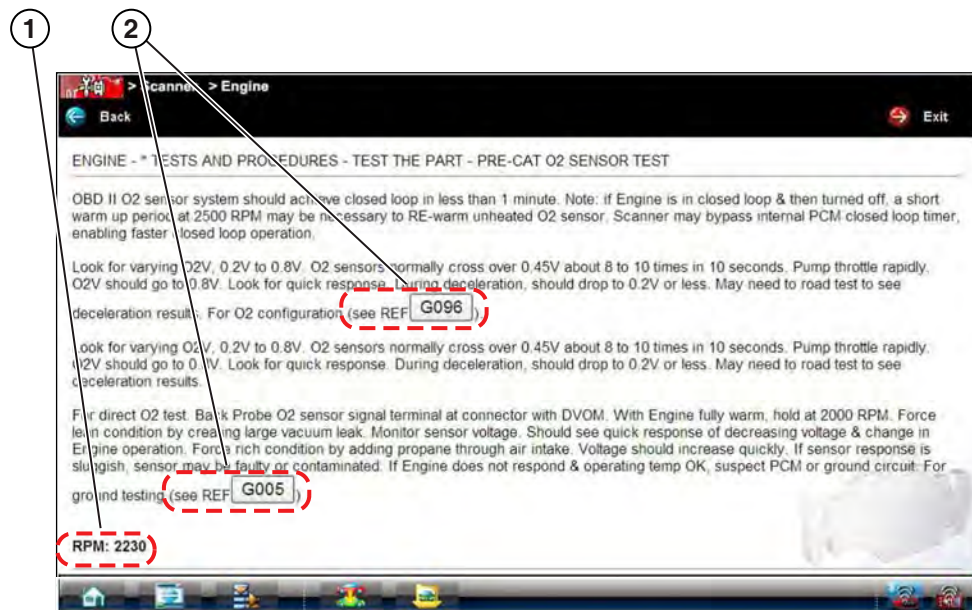 1 2
> Scanner > Engine
Back Exit
ENGINE - * TESTS AND PROCEDURES - TEST THE PART - PRE-CAT O2 SENSOR TEST
OBD II O2 sensor system should achieve closed loop in less than 1 minute. Note: if Engine is in closed loop & then turned off, a short
warm up period at 2500 RPM may be necessary to RE-warm unheated O2 sensor. Scanner may bypass internal PCM closed loop timer,
enabling faster closed loop operation.
Look for varying O2V, 0.2V to 0.8V. O2 sensors normally cross over 0.45V about 8 to 10 times in 10 seconds. Pump throttle rapidly.
O2V should go to 0.8V. Look for quick response. During deceleration, should drop to 0.2V or less. May need to road test to see
deceleration results. For O2 configuration (see REF G096 ).
Look for varying O2V, 0.2V to 0.8V. O2 sensors normally cross over 0.45V about 8 to 10 times in 10 seconds. Pump throttle rapidly.
O2V should go to 0.8V. Look for quick response. During deceleration, should drop to 0.2V or less. May need to road test to see
deceleration results.
For direct O2 test. Back Probe O2 sensor signal terminal at connector with DVOM. With Engine fully warm, hold at 2000 RPM. Force
lean condition by creating large vacuum leak. Monitor sensor voltage. Should see quick response of decreasing voltage & change in
Engine operation. Force rich condition by adding propane through air intake. Voltage should increase quickly. If sensor response is
sluggish, sensor may be faulty or contaminated. If Engine does not respond & operating temp OK, suspect PCM or ground circuit. For
ground testing (see REF G005 )
RPM: 2230